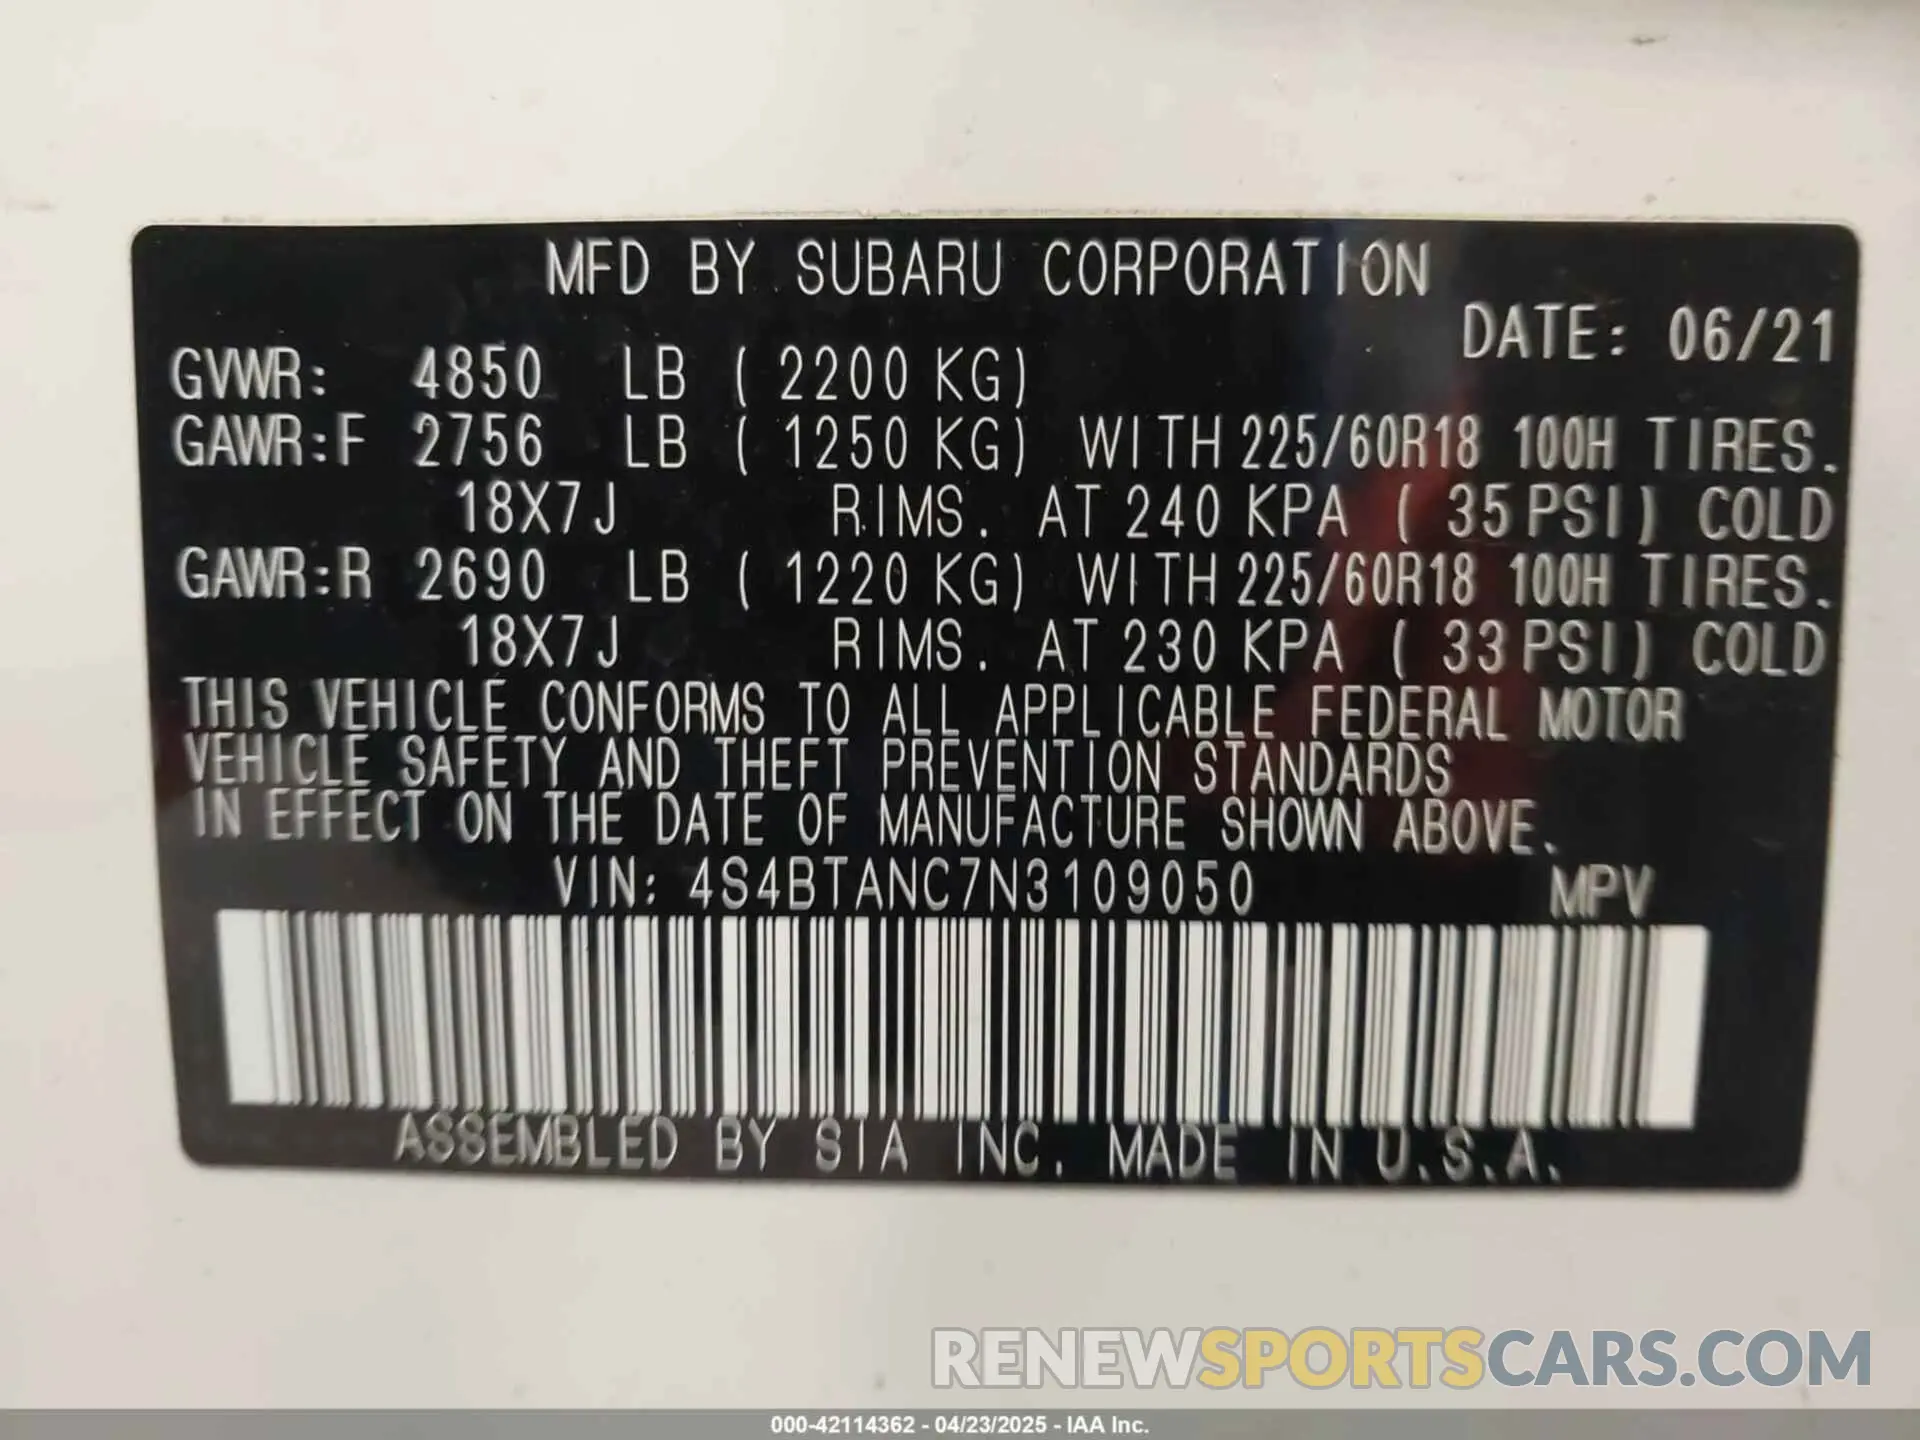 MFD BY SUBARU CORPORATION
DATE: 06/21
GVWR: 4850 LB ( 2200 KG)
GAWR:F 2756 LB ( 1250 KG) WITH 225/60R18 100H TIRES.
18X7J RIMS. AT 240 KPA ( 35 PSI) COLD
GAWR:R 2690 LB ( 1220 KG) WITH 225/60R18 100H TIRES.
18X7J RIMS. AT 230 KPA ( 33 PSI) COLD
THIS VEHICLE CONFORMS TO ALL APPLICABLE FEDERAL MOTOR
VEHICLE SAFETY AND THEFT PREVENTION STANDARDS
IN EFFECT ON THE DATE OF MANUFACTURE SHOWN ABOVE.
VIN: 4S4BTANC7N3109050 MPV
ASSEMBLED BY SIA INC. MADE IN U.S.A.
RENEWSPORTSCARS.COM
000-42114362 - 04/23/2025 - IAA Inc.